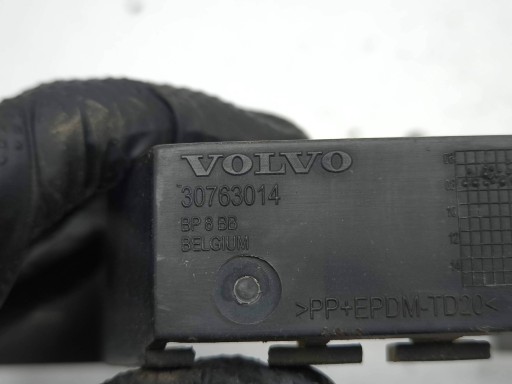 VOLVO
30763014
BP 6 BB
BELGIUM
>PP+EPDM-TD20<